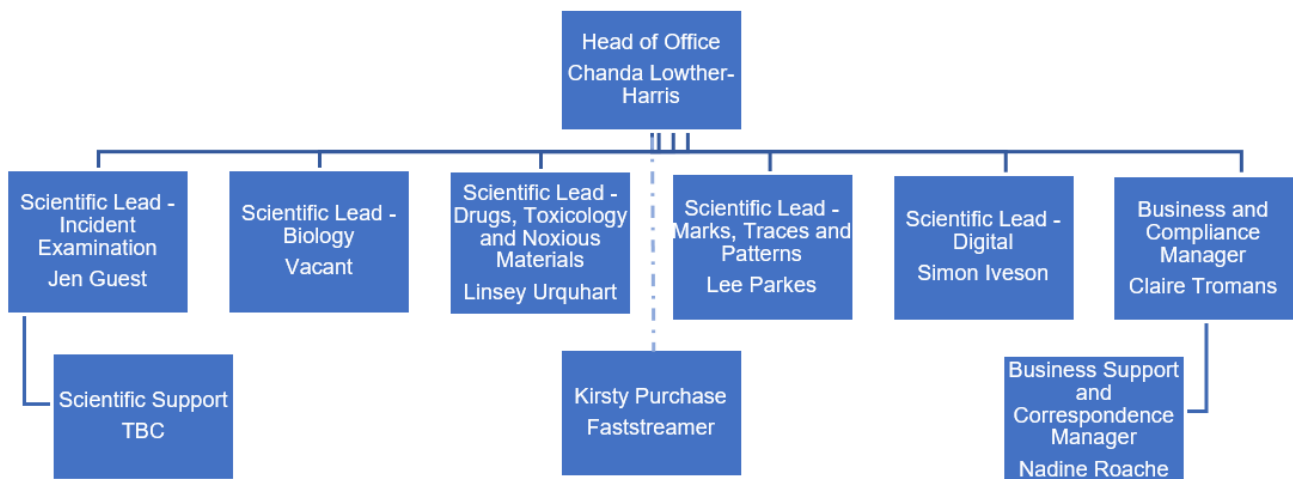 Head of Office
Chanda Lowther-
Harris
Scientific Lead -
Incident
Examination
Jen Guest
Scientific Lead -
Biology
Vacant
Scientific Lead -
Drugs, Toxicology
and Noxious
Materials
Linsey Urquhart
Scientific Lead -
Marks, Traces and
Patterns
Lee Parkes
Scientific Lead -
Digital
Simon Iveson
Business and
Compliance
Manager
Claire Tromans
Scientific Support
TBC
Kirsty Purchase
Faststreamer
Business Support
and
Correspondence
Manager
Nadine Roache